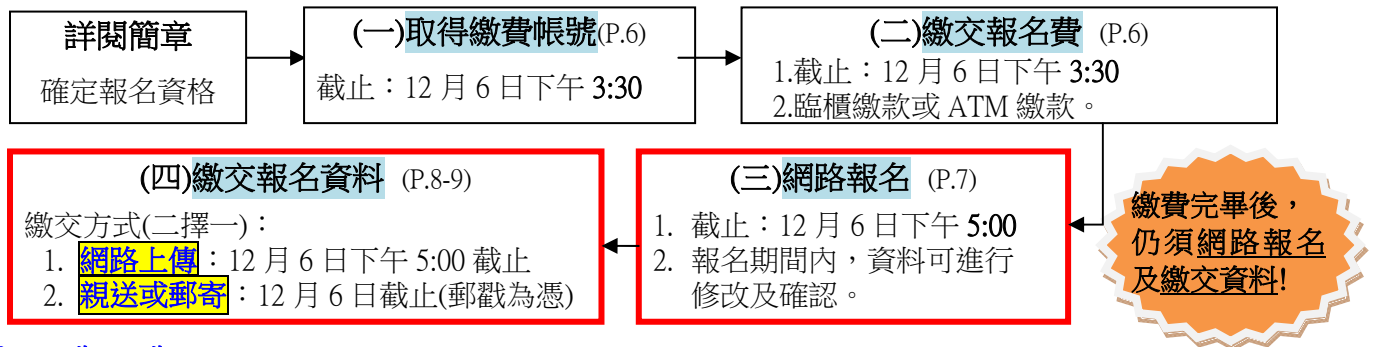 詳閱簡章
確定報名資格
(一)取得繳費帳號(P.6)
截止：12 月 6 日下午 3:30
(二)繳交報名費 (P.6)
1.截止：12 月 6 日下午 3:30
2.臨櫃繳款或 ATM 繳款。
(三)網路報名 (P.7)
1. 截止：12 月 6 日下午 5:00
2. 報名期間內，資料可進行
修改及確認。
繳費完畢後，
仍須網路報名
及繳交資料!
(四)繳交報名資料 (P.8-9)
繳交方式(二擇一)：
1. 網路上傳：12 月 6 日下午 5:00 截止
2. 親送或郵寄：12 月 6 日截止(郵戳為憑)